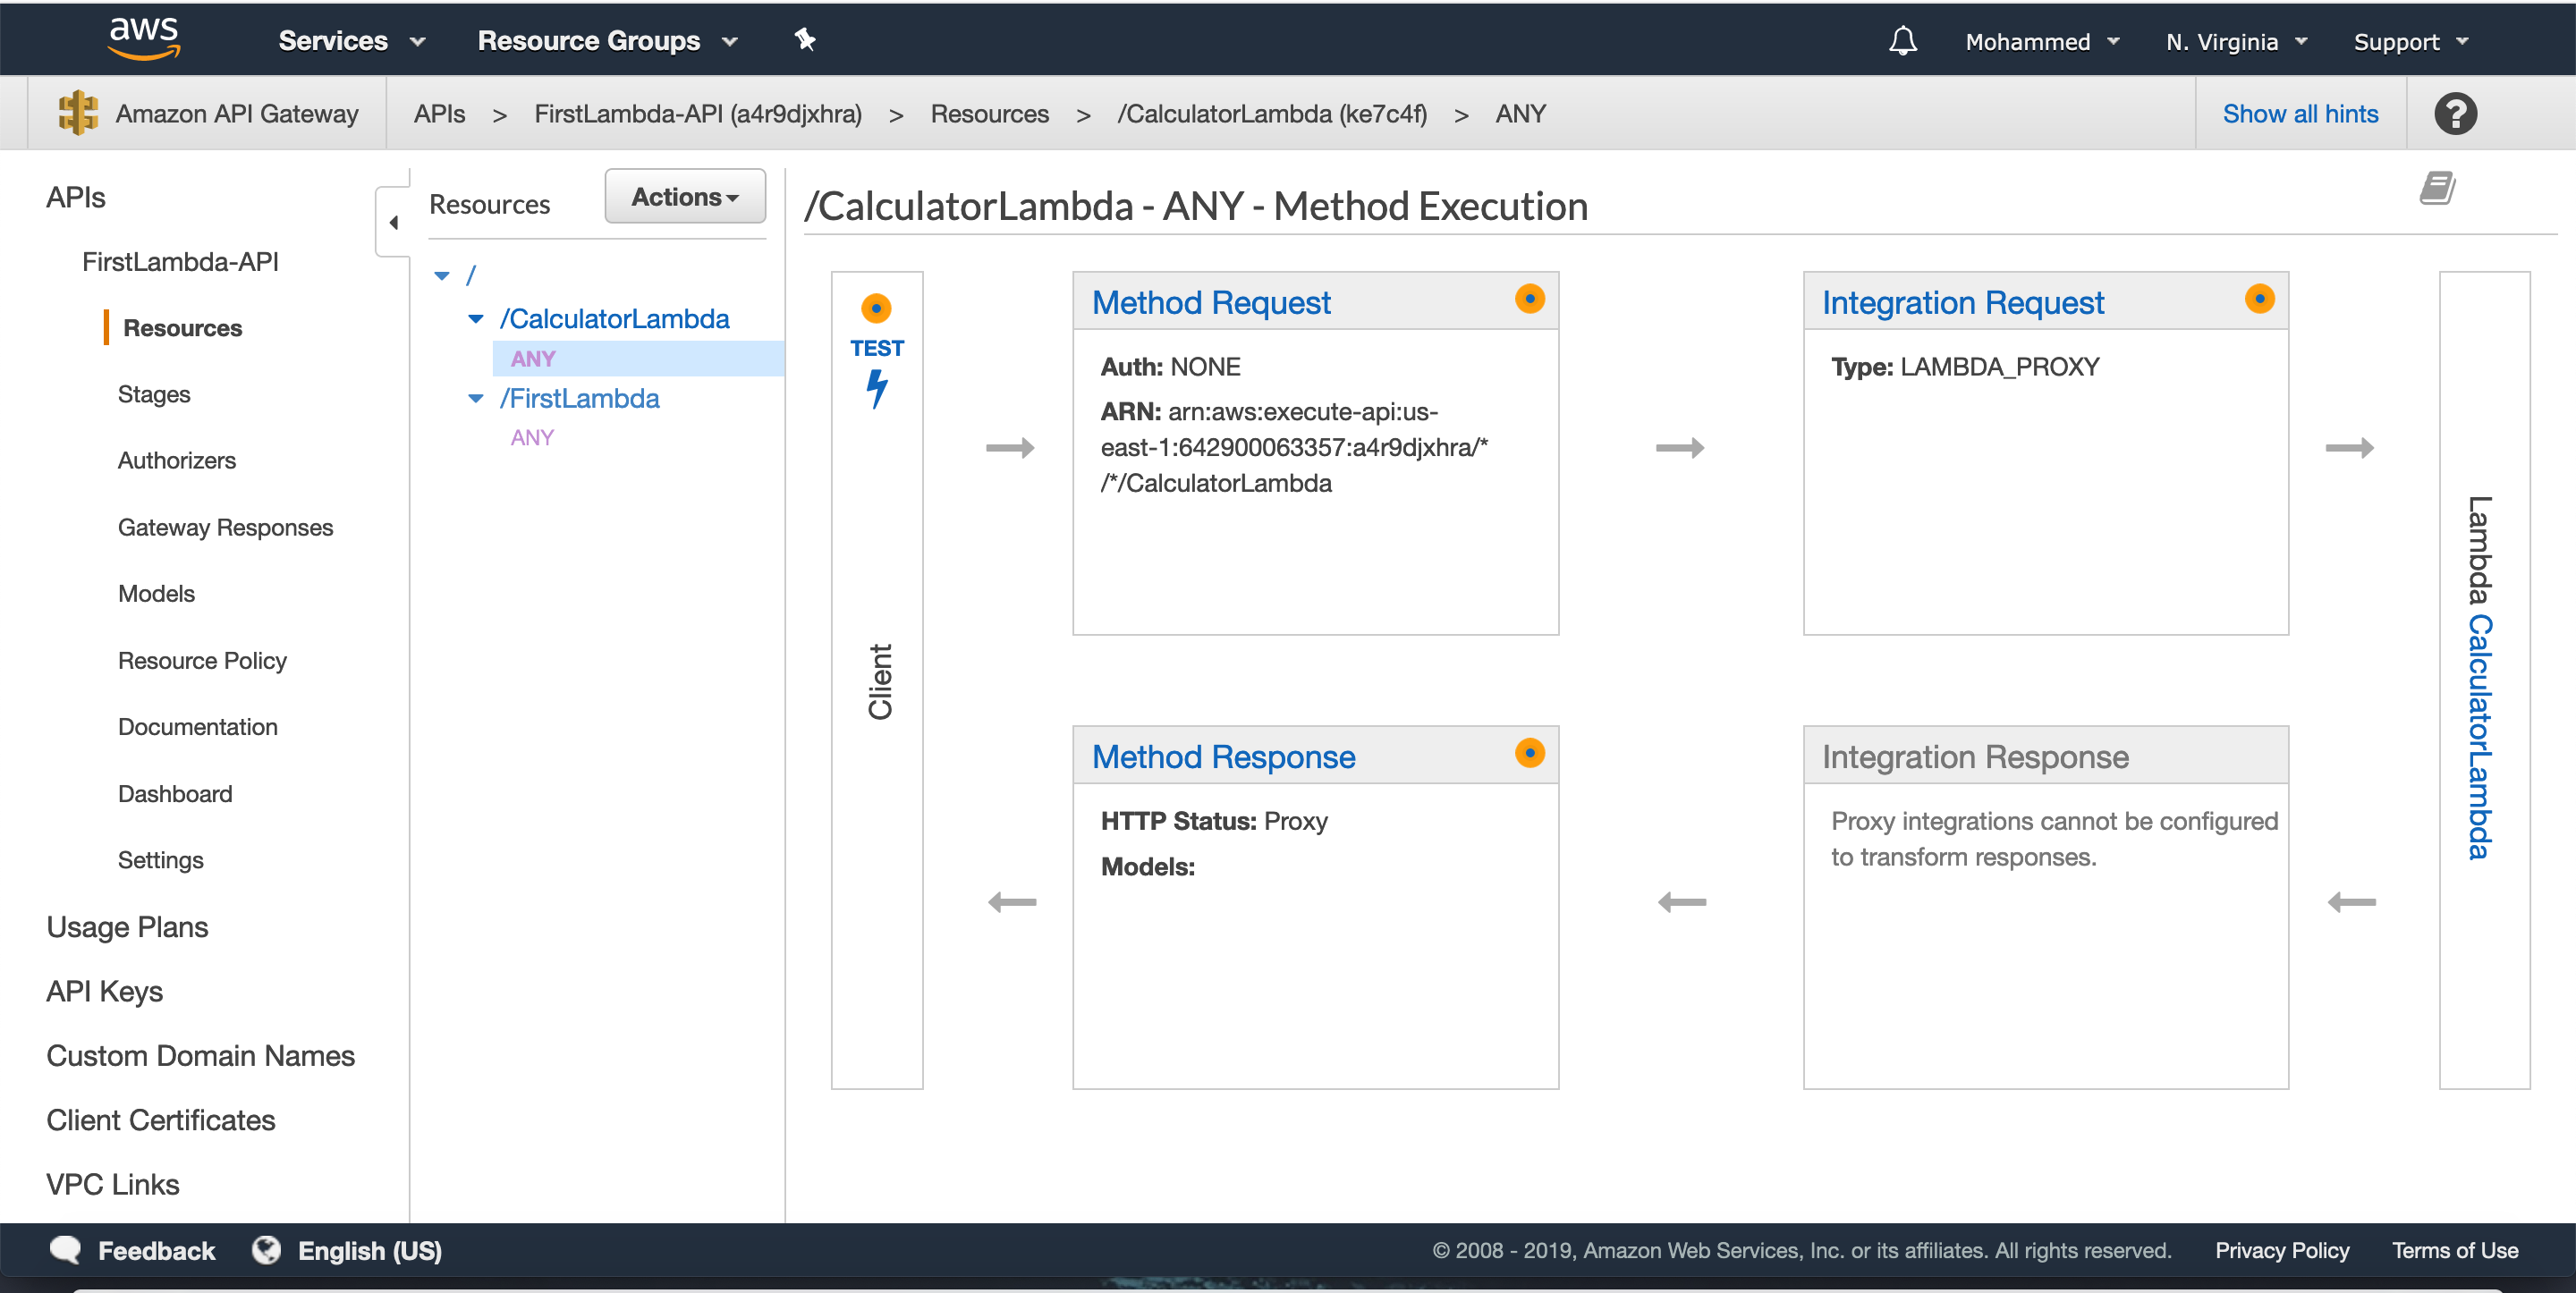 aws
Services
Resource Groups
Mohammed
N. Virginia
Support
Amazon API Gateway
APIs > FirstLambda-API (a4r9djxhra) > Resources > /CalculatorLambda (ke7c4f) > ANY
Show all hints
?
APIs
FirstLambda-API
Resources
Stages
Authorizers
Gateway Responses
Models
Resource Policy
Documentation
Dashboard
Settings
Usage Plans
API Keys
Custom Domain Names
Client Certificates
VPC Links
Resources
Actions
/
/CalculatorLambda
ANY
/FirstLambda
ANY
/CalculatorLambda - ANY - Method Execution
TEST
Client
Method Request
Auth: NONE
ARN: arn:aws:execute-api:us-
east-1:642900063357:a4r9djxhra/*
/*/CalculatorLambda
Integration Request
Type: LAMBDA_PROXY
Lambda CalculatorLambda
Method Response
HTTP Status: Proxy
Models:
Integration Response
Proxy integrations cannot be configured
to transform responses.
Feedback
English (US)
© 2008 - 2019, Amazon Web Services, Inc. or its affiliates. All rights reserved.
Privacy Policy
Terms of Use